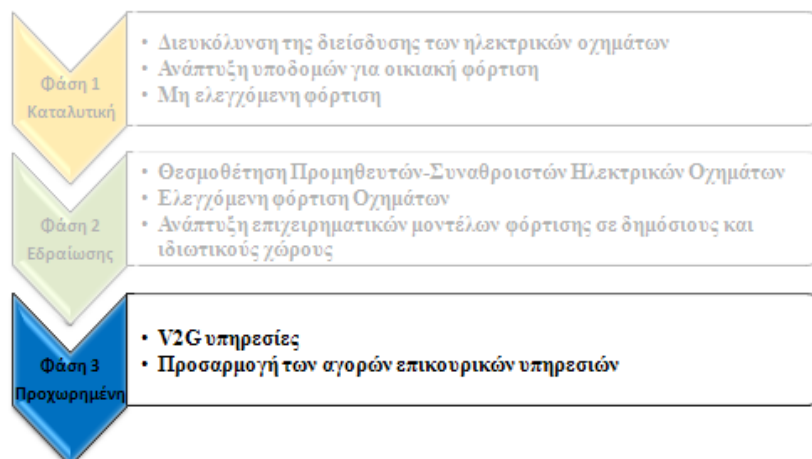 Φάση 1
Καταλυτική
• Διευκόλυνση της διείσδυσης των ηλεκτρικών οχημάτων
• Ανάπτυξη υποδομών για οικιακή φόρτιση
• Μη ελεγχόμενη φόρτιση
Φάση 2
Εδραίωσης
• Θεσμοθέτηση Προμηθευτών-Συναθροιστών Ηλεκτρικών Οχημάτων
• Ελεγχόμενη φόρτιση Οχημάτων
• Ανάπτυξη επιχειρηματικών μοντέλων φόρτισης σε δημόσιους και
ιδιωτικούς χώρους
Φάση 3
Προχωρημένη
• V2G υπηρεσίες
• Προσαρμογή των αγορών επικουρικών υπηρεσιών